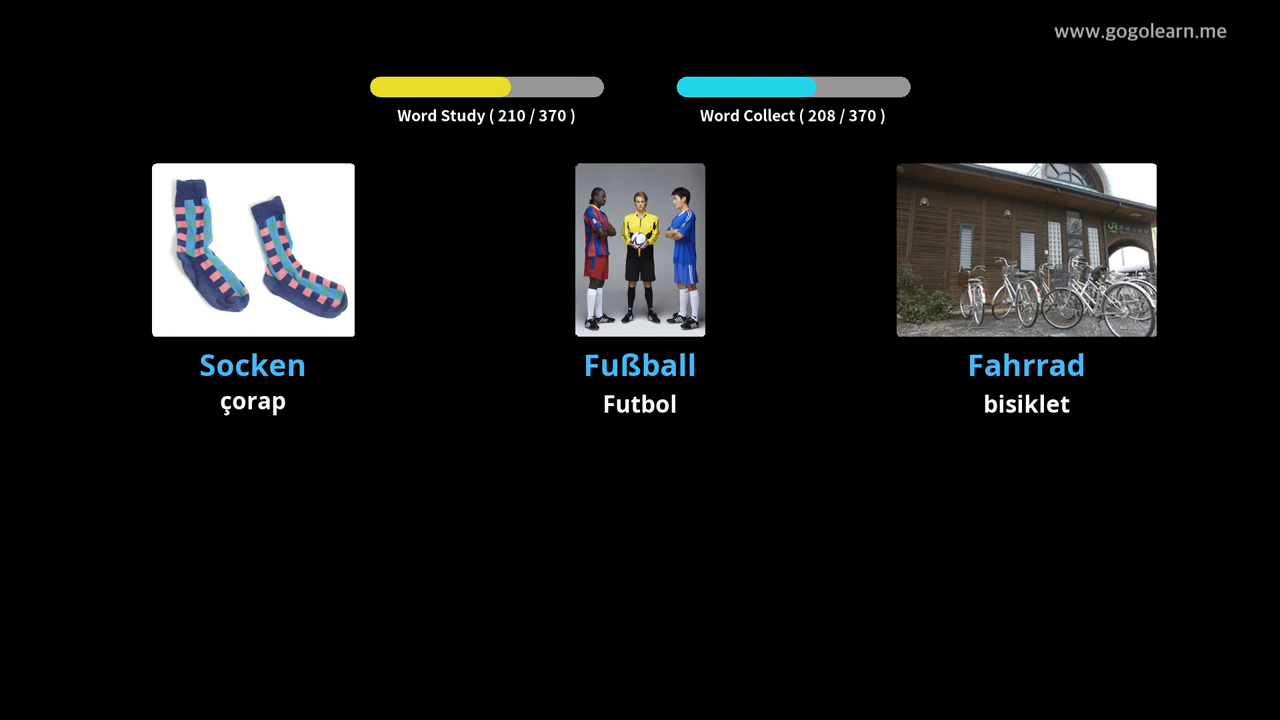 www.gogolearn.me
Word Study ( 210 / 370 )
Word Collect ( 208 / 370 )
Socken
çorap
Fußball
Futbol
Fahrrad
bisiklet